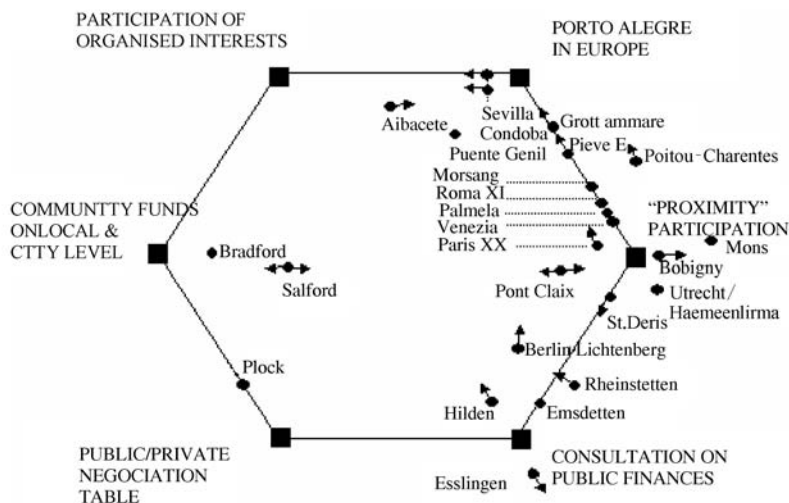 PARTICIPATION OF
ORGANISED INTERESTS
PORTO ALEGRE
IN EUROPE
Aibacete
Sevilla
Condoba
Puente Genil
Grott ammare
Pieve E
Poitou-Charentes
Morsang
Roma XI
Palmela
Venezia
Paris XX
COMMUNTTY FUNDS
ONLOCAL &
CTTY LEVEL
"PROXIMITY"
PARTICIPATION
Mons
Bradford
Salford
Pont Claix
Bobigny
Utrecht/
Haemeenlirma
St.Deris
Berlin-Lichtenberg
Plock
Rheinstetten
Hilden
Emsdetten
PUBLIC/PRIVATE
NEGOCIATION
TABLE
CONSULTATION ON
PUBLIC FINANCES
Esslingen